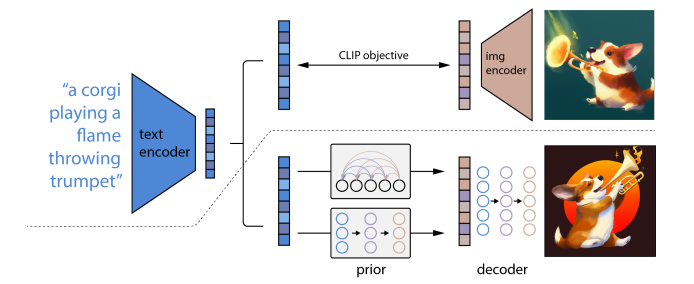 “a corgi
playing a
flame
throwing
trumpet”
text
encoder
CLIP objective
img
encoder
prior
decoder